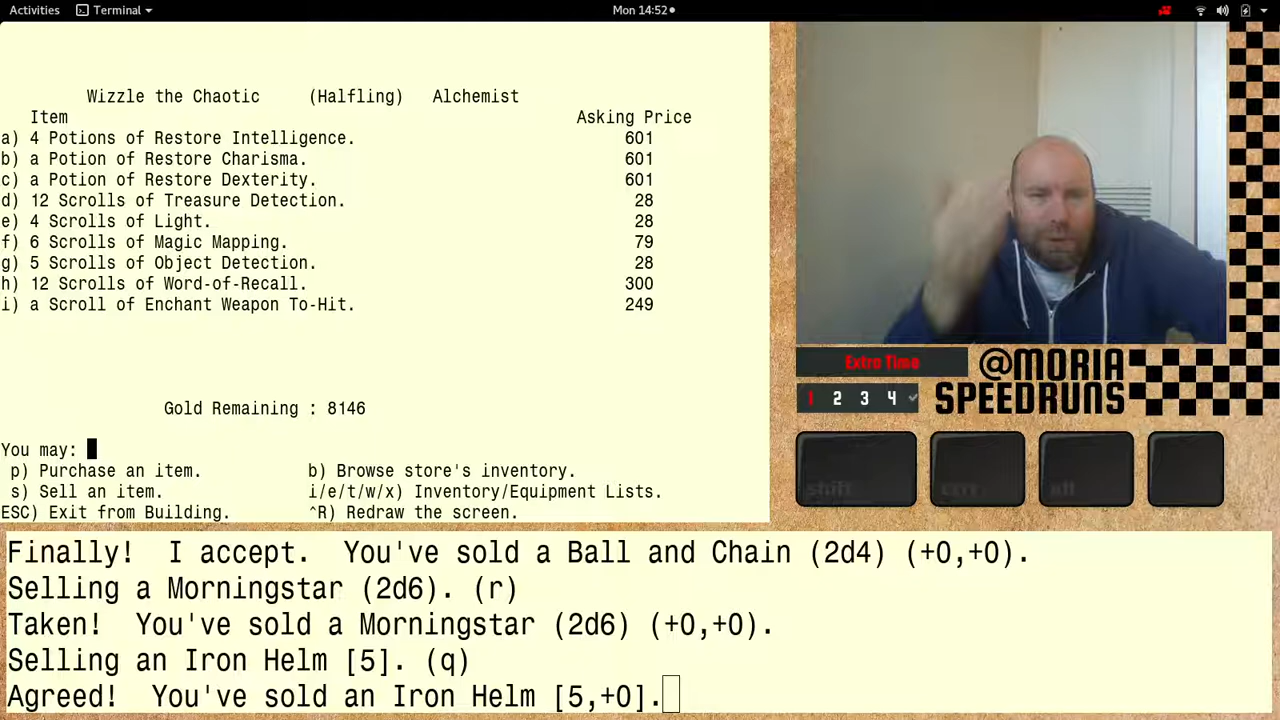 Activities Terminal Mon 14:52
Wizzle the Chaotic (Halfling) Alchemist
Item Asking Price
a) 4 Potions of Restore Intelligence. 601
b) a Potion of Restore Charisma. 601
c) a Potion of Restore Dexterity. 601
d) 12 Scrolls of Treasure Detection. 28
e) 4 Scrolls of Light. 28
f) 6 Scrolls of Magic Mapping. 79
g) 5 Scrolls of Object Detection. 28
h) 12 Scrolls of Word-of-Recall. 300
i) a Scroll of Enchant Weapon To-Hit. 249
Gold Remaining : 8146
You may:
p) Purchase an item. b) Browse store's inventory.
s) Sell an item. i/e/t/w/x) Inventory/Equipment Lists.
ESC) Exit from Building. ^R) Redraw the screen.
Extro Time
1 2 3 4
@MORIA
SPEEDRUNS
shift ctrl alt
Finally! I accept. You've sold a Ball and Chain (2d4) (+0,+0).
Selling a Morningstar (2d6). (r)
Taken! You've sold a Morningstar (2d6) (+0,+0).
Selling an Iron Helm [5]. (q)
Agreed! You've sold an Iron Helm [5,+0].